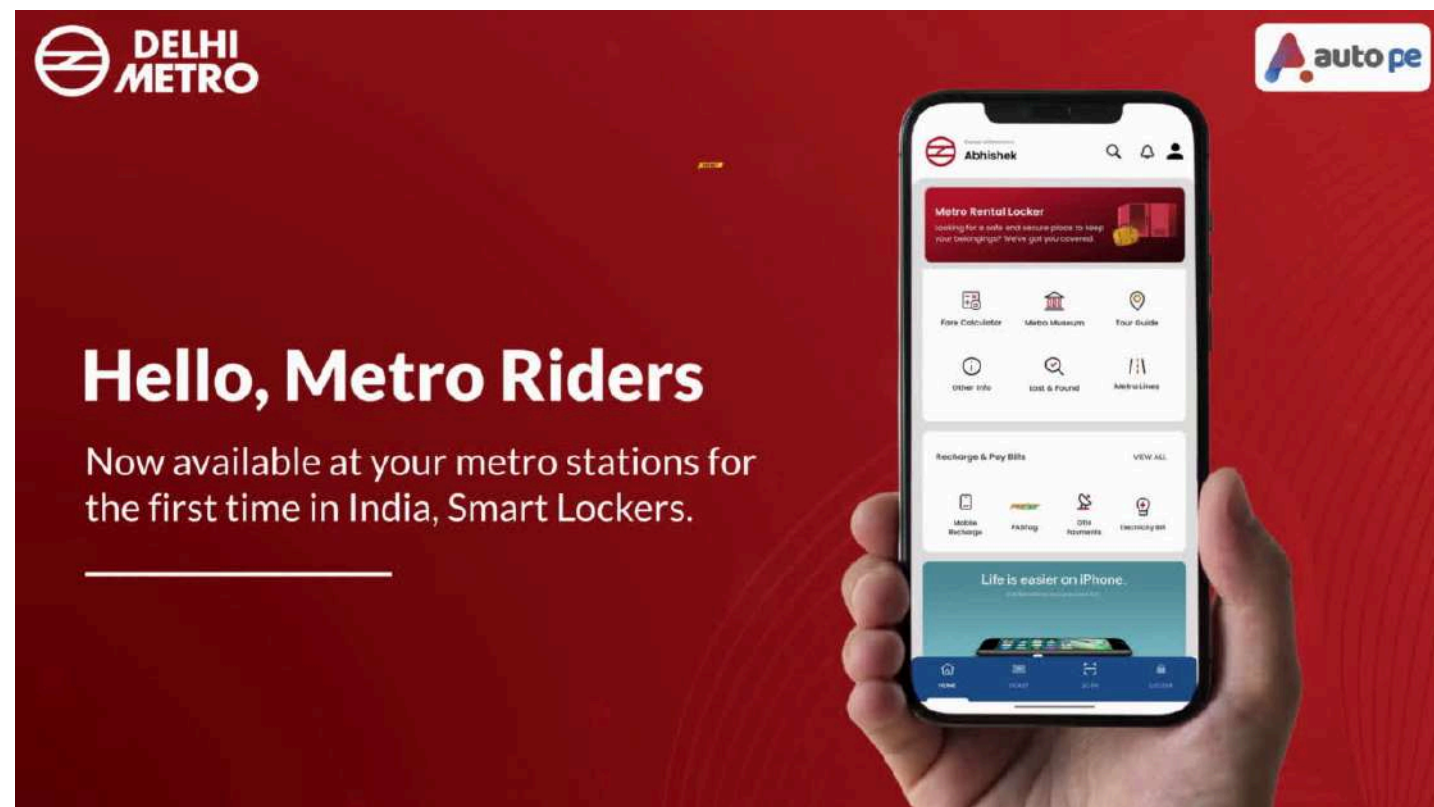 DELHI
METRO
auto pe
Abhishek
Metro Rental Locker
Looking for a safe and secure place to keep
your belongings? We've got you covered.
Fare Calculator
Metro Museum
Tour Guide
Other Info
Lost & Found
Metro Lines
Hello, Metro Riders
Now available at your metro stations for
the first time in India, Smart Lockers.
Recharge & Pay Bills
VIEW ALL
Mobile
Recharge
FASTag
DTH
Payments
Electricity Bill
Life is easier on iPhone.
HOME
TICKET
SCAN
LOCKER